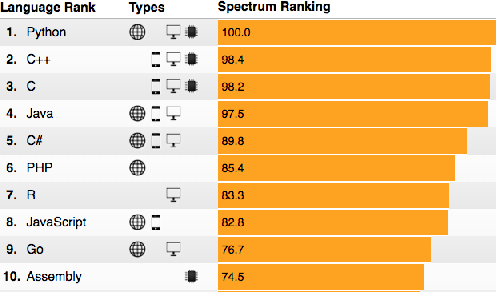 Language Rank Types Spectrum Ranking
1. Python 100.0
2. C++ 98.4
3. C 98.2
4. Java 97.5
5. C# 89.8
6. PHP 85.4
7. R 83.3
8. JavaScript 82.8
9. Go 76.7
10. Assembly 74.5